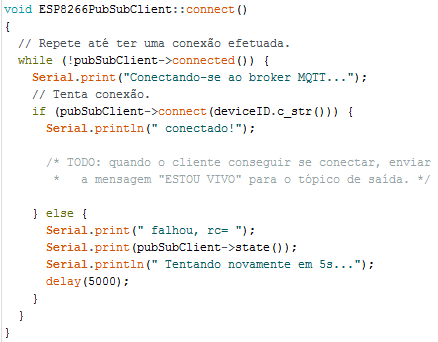 void ESP8266PubSubClient::connect()
{
  // Repete até ter uma conexão efetuada.
  while (!pubSubClient->connected()) {
    Serial.print("Conectando-se ao broker MQTT...");
    // Tenta conexão.
    if (pubSubClient->connect(deviceID.c_str())) {
      Serial.println(" conectado!");

      /* TODO: quando o cliente conseguir se conectar, enviar
       *   a mensagem "ESTOU VIVO" para o tópico de saída. */

    } else {
      Serial.print(" falhou, rc= ");
      Serial.print(pubSubClient->state());
      Serial.println(" Tentando novamente em 5s...");
      delay(5000);
    }
  }
}